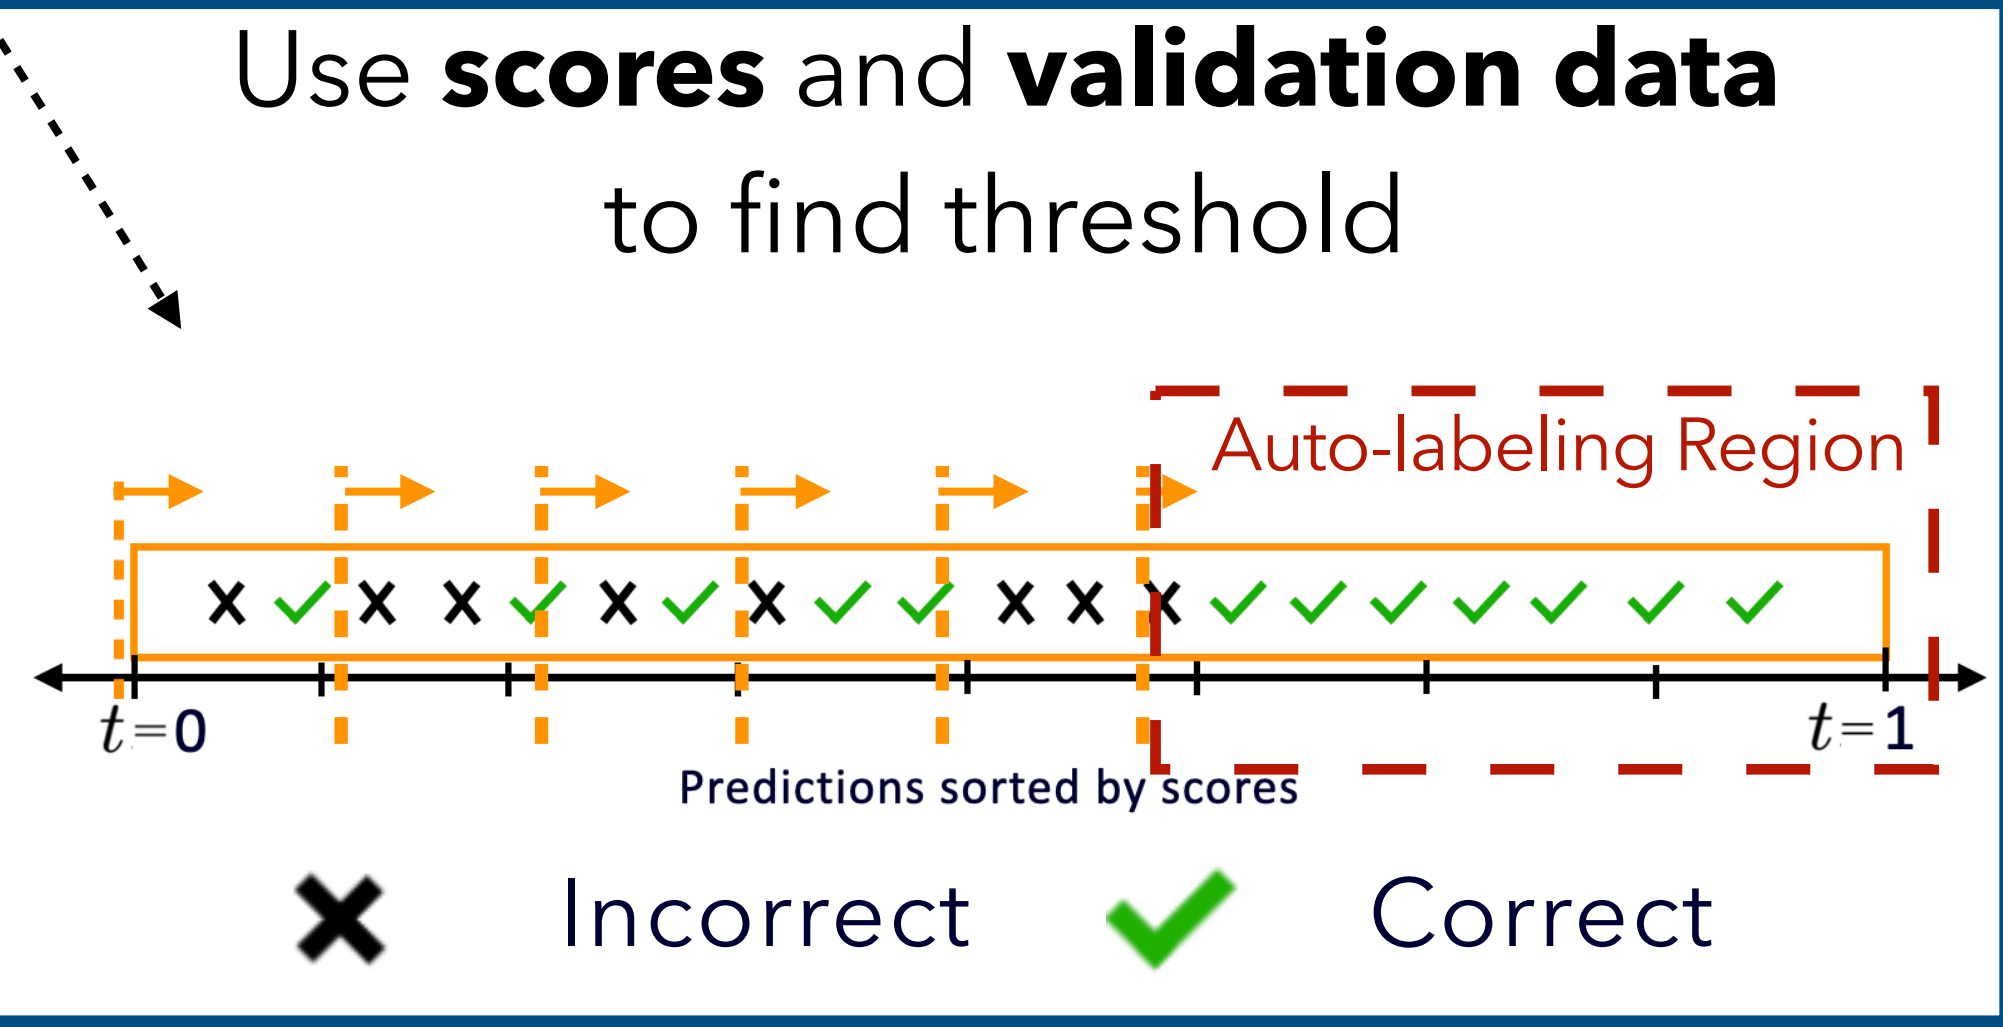 Use scores and validation data
to find threshold
Auto-labeling Region
t=0
t=1
Predictions sorted by scores
Incorrect
Correct